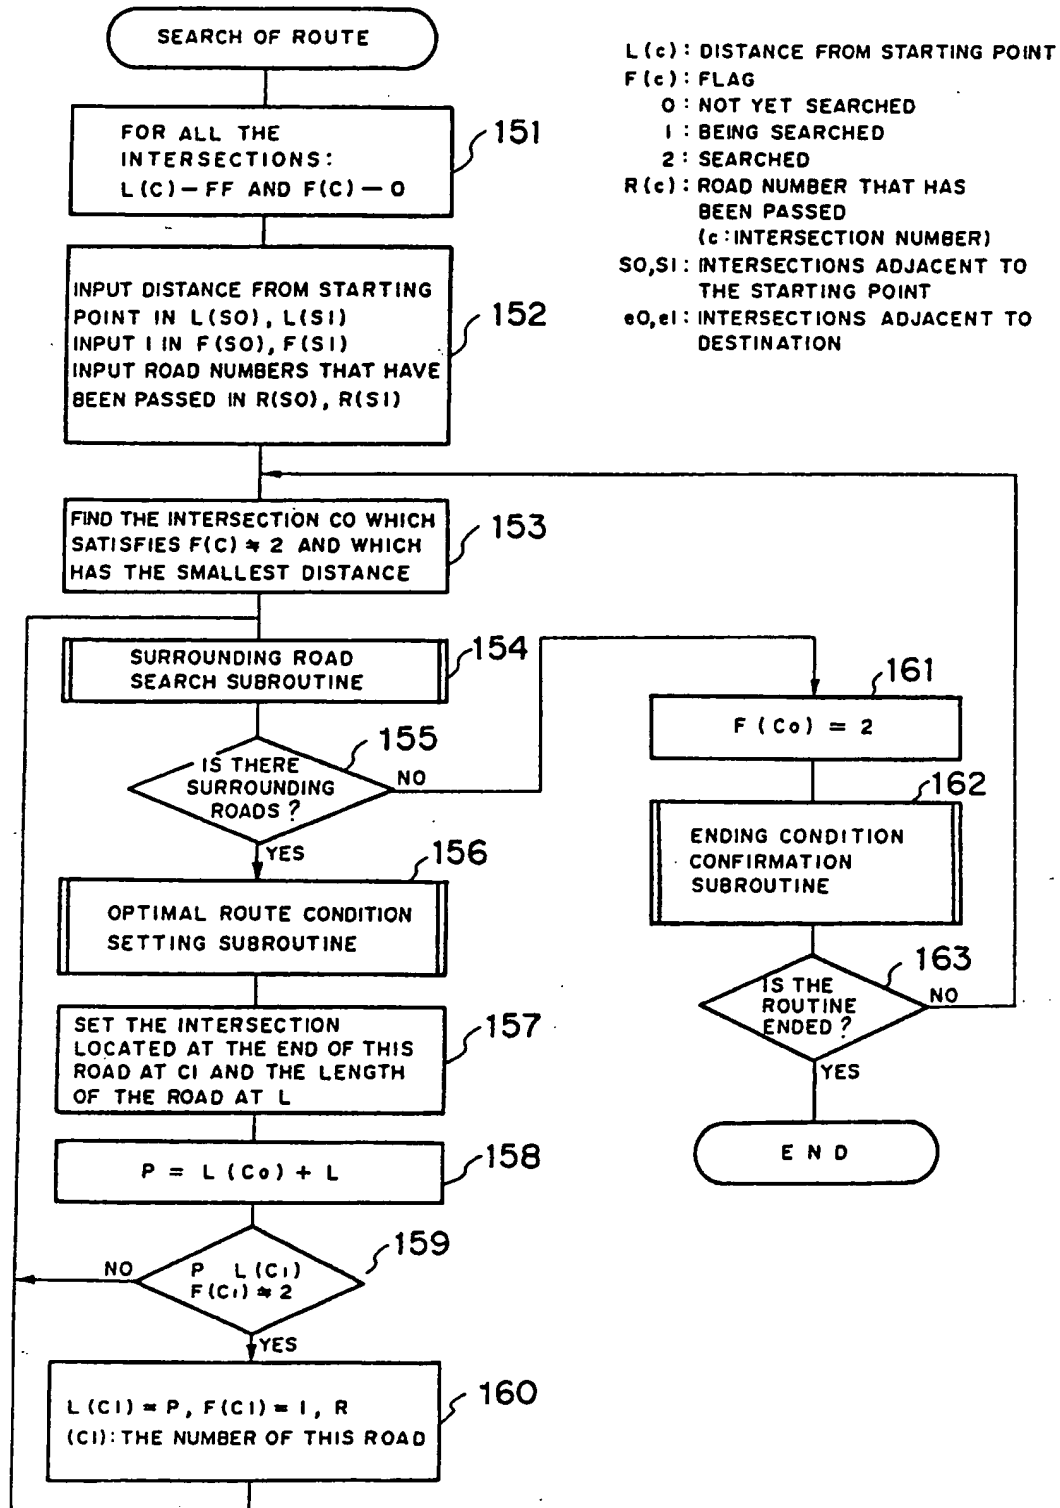 SEARCH OF ROUTE
FOR ALL THE
INTERSECTIONS:
L(C)—FF AND F(C)—0
151
INPUT DISTANCE FROM STARTING
POINT IN L(S0), L(S1)
INPUT 1 IN F(S0), F(S1)
INPUT ROAD NUMBERS THAT HAVE
BEEN PASSED IN R(S0), R(S1)
152
FIND THE INTERSECTION C0 WHICH
SATISFIES F(C) ≒ 2 AND WHICH
HAS THE SMALLEST DISTANCE
153
SURROUNDING ROAD
SEARCH SUBROUTINE
154
IS THERE
SURROUNDING
ROADS?
155
NO
YES
OPTIMAL ROUTE CONDITION
SETTING SUBROUTINE
156
SET THE INTERSECTION
LOCATED AT THE END OF THIS
ROAD AT C1 AND THE LENGTH
OF THE ROAD AT L
157
P = L (C0) + L
158
P L (C1)
F(C1) ≒ 2
159
NO
YES
L (C1) = P, F(C1) = 1, R
(C1): THE NUMBER OF THIS ROAD
160
L(c): DISTANCE FROM STARTING POINT
F(c): FLAG
0: NOT YET SEARCHED
1: BEING SEARCHED
2: SEARCHED
R(c): ROAD NUMBER THAT HAS
BEEN PASSED
(c: INTERSECTION NUMBER)
S0,S1: INTERSECTIONS ADJACENT TO
THE STARTING POINT
e0,e1: INTERSECTIONS ADJACENT TO
DESTINATION
161
F (C0) = 2
162
ENDING CONDITION
CONFIRMATION
SUBROUTINE
163
IS THE
ROUTINE
ENDED?
NO
YES
END